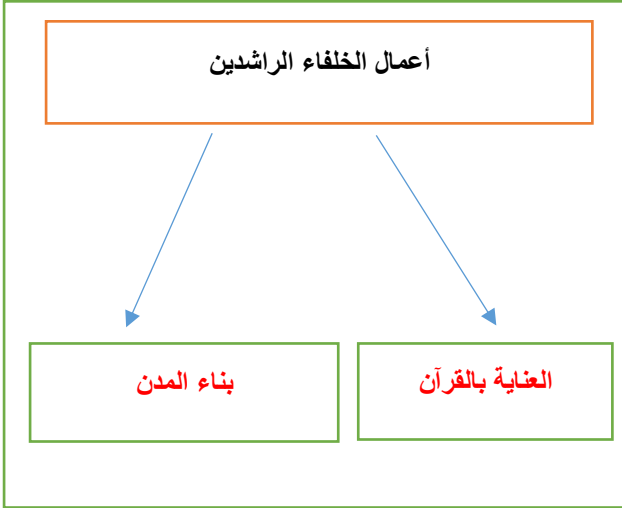 أعمال الخلفاء الراشدين
العناية بالقرآن
بناء المدن